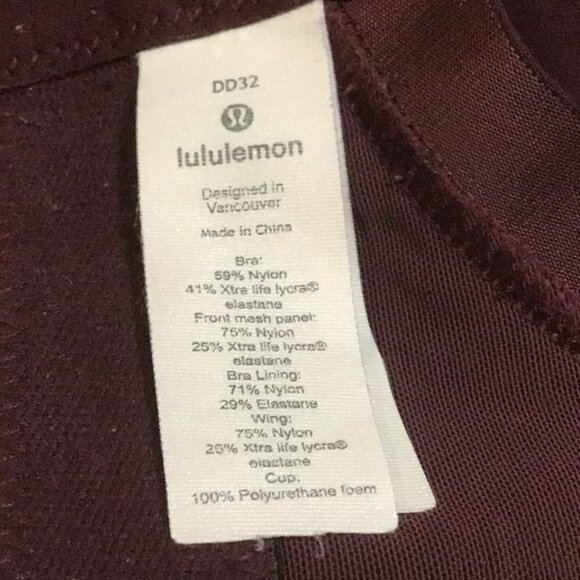 DD32
lululemon
Designed in
Vancouver
Made in China
Bra:
59% Nylon
41% Xtra life lycra®
elastane
Front mesh panel:
75% Nylon
25% Xtra life lycra®
elastane
Bra Lining:
71% Nylon
29% Elastane
Wing:
75% Nylon
25% Xtra life lycra®
elastane
Cup:
100% Polyurethane foam